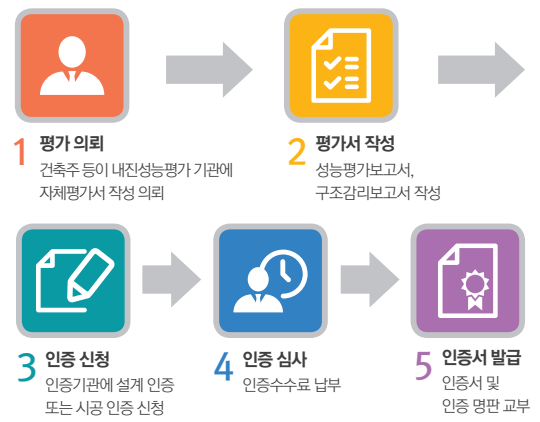 1 평가 의뢰
건축주 등이 내진성능평가 기관에
자체평가서 작성 의뢰
2 평가서 작성
성능평가보고서,
구조감리보고서 작성
3 인증 신청
인증기관에 설계 인증
또는 시공 인증 신청
4 인증 심사
인증수수료 납부
5 인증서 발급
인증서 및
인증 명판 교부